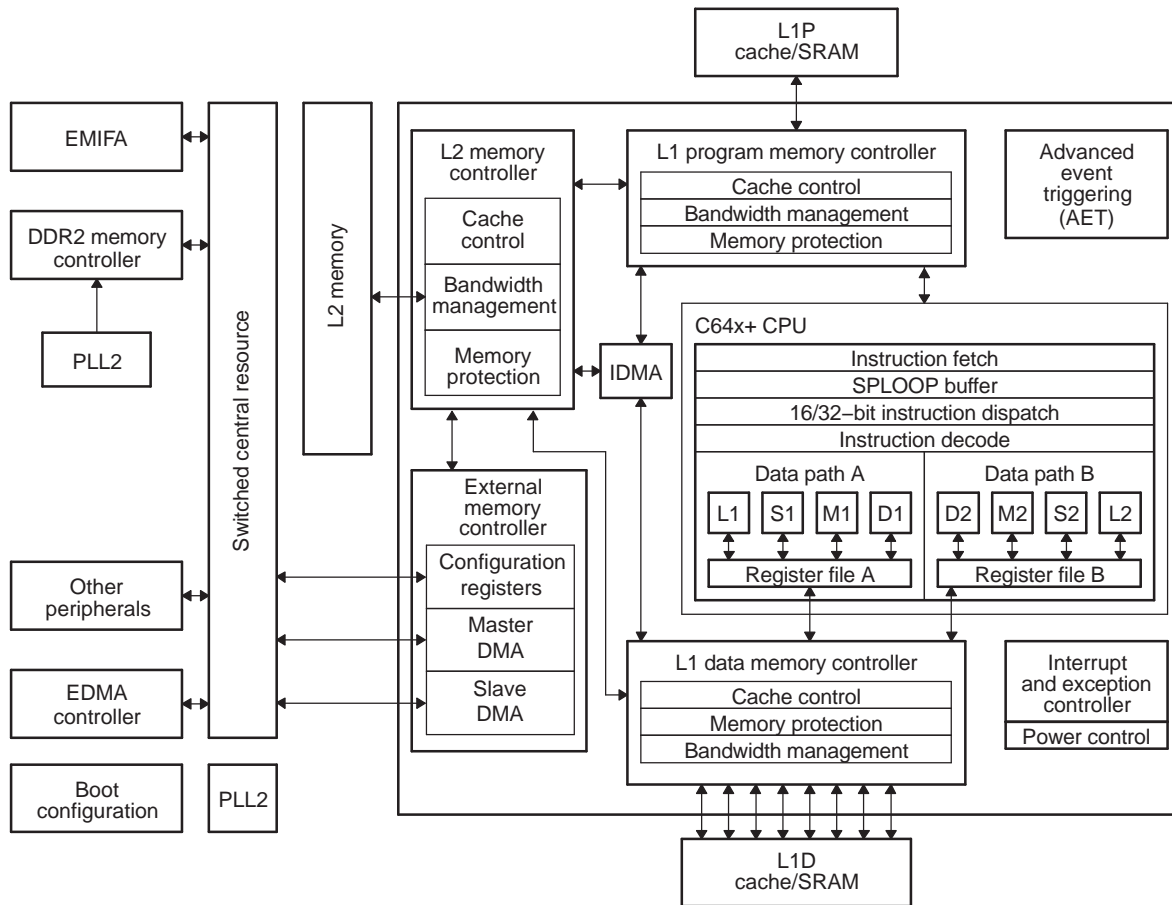 L1P
cache/SRAM
EMIFA
DDR2 memory
controller
PLL2
Other
peripherals
EDMA
controller
Boot
configuration
Switched central resource
PLL2
L2 memory
L2 memory
controller
Cache
control
Bandwidth
management
Memory
protection
External
memory
controller
Configuration
registers
Master
DMA
Slave
DMA
L1 program memory controller
Cache control
Bandwidth management
Memory protection
Advanced
event
triggering
(AET)
IDMA
C64x+ CPU
Instruction fetch
SPLOOP buffer
16/32–bit instruction dispatch
Instruction decode
Data path A
L1 S1 M1 D1
Register file A
Data path B
D2 M2 S2 L2
Register file B
L1 data memory controller
Cache control
Memory protection
Bandwidth management
Interrupt
and exception
controller
Power control
L1D
cache/SRAM